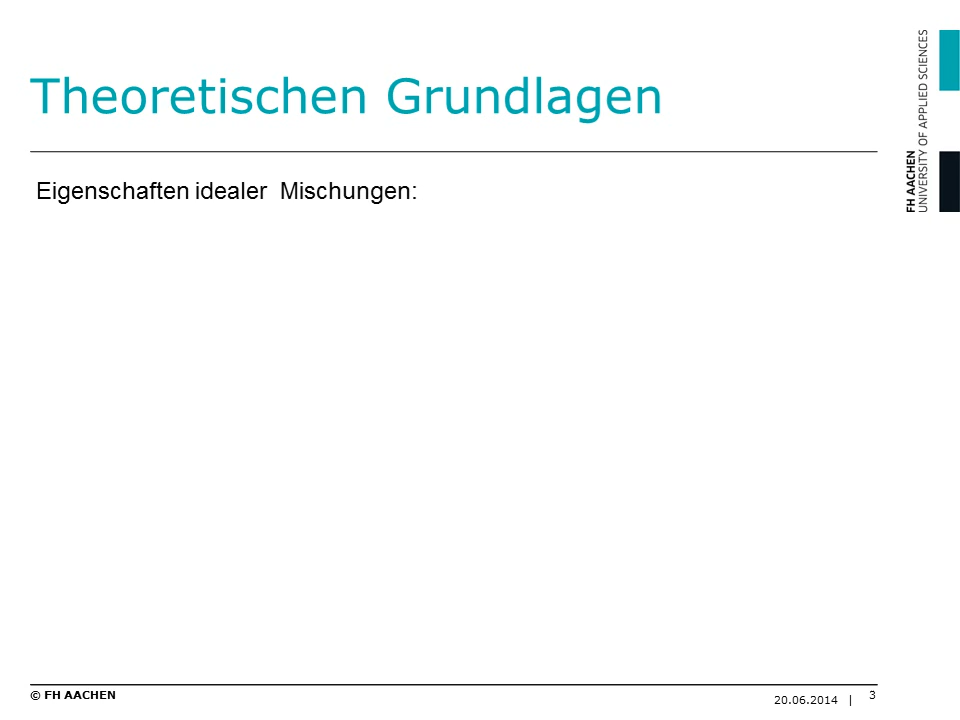 Theoretischen Grundlagen
Eigenschaften idealer  Mischungen:
FH AACHEN
UNIVERSITY OF APPLIED SCIENCES
© FH AACHEN
20.06.2014 |
3